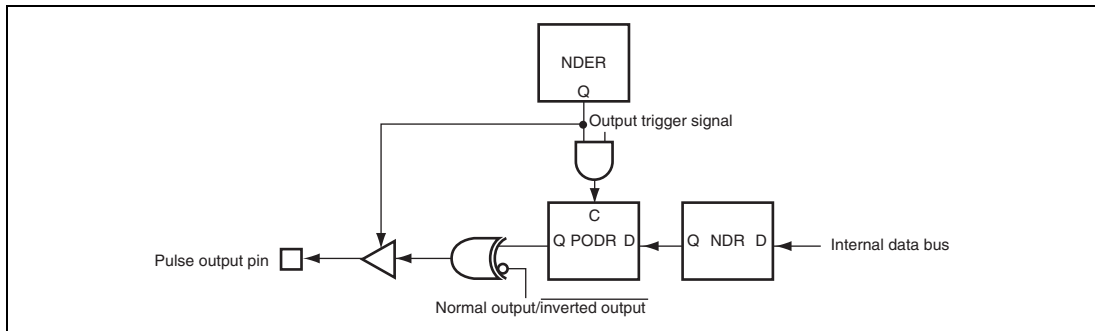 NDER
Q
Output trigger signal
C
Q PODR D
Q NDR D
Internal data bus
Pulse output pin
Normal output/inverted output